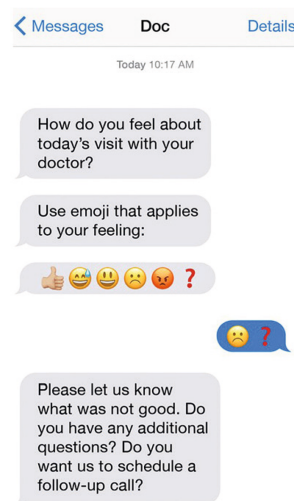 Messages Doc Details
Today 10:17 AM
How do you feel about
today's visit with your
doctor?
Use emoji that applies
to your feeling:
👍🏼😅😃☹️😡❓
☹️❓
Please let us know
what was not good. Do
you have any additional
questions? Do you
want us to schedule a
follow-up call?